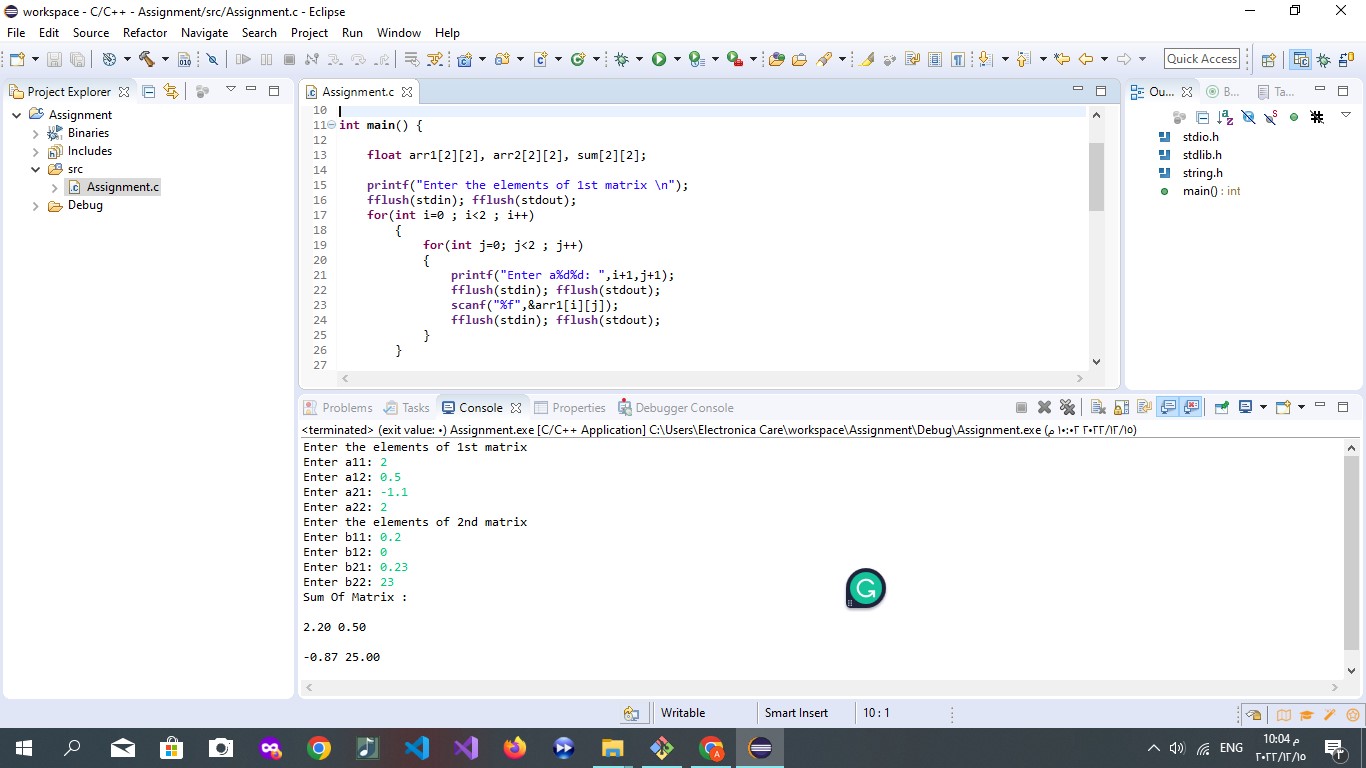 workspace - C/C++ - Assignment/src/Assignment.c - Eclipse
File Edit Source Refactor Navigate Search Project Run Window Help
Quick Access
Project Explorer
Assignment
Binaries
Includes
src
Assignment.c
Debug
Assignment.c
10
11 int main() {
12
13 float arr1[2][2], arr2[2][2], sum[2][2];
14
15 printf("Enter the elements of 1st matrix \n");
16 fflush(stdin); fflush(stdout);
17 for(int i=0 ; i<2 ; i++)
18 {
19 for(int j=0; j<2 ; j++)
20 {
21 printf("Enter a%d%d: ",i+1,j+1);
22 fflush(stdin); fflush(stdout);
23 scanf("%f",&arr1[i][j]);
24 fflush(stdin); fflush(stdout);
25 }
26 }
27
Ou... B... Ta...
stdio.h
stdlib.h
string.h
main() : int
Problems Tasks Console Properties Debugger Console
<terminated> (exit value: ٠) Assignment.exe [C/C++ Application] C:\Users\Electronica Care\workspace\Assignment\Debug\Assignment.exe (م ١٠:٠٢ ٢٠٢٢/١٢/١٥)
Enter the elements of 1st matrix
Enter a11: 2
Enter a12: 0.5
Enter a21: -1.1
Enter a22: 2
Enter the elements of 2nd matrix
Enter b11: 0.2
Enter b12: 0
Enter b21: 0.23
Enter b22: 23
Sum Of Matrix :
2.20 0.50
-0.87 25.00
Writable Smart Insert 10 : 1
ENG
10:04 م
٢٠٢٢/١٢/١٥
٣